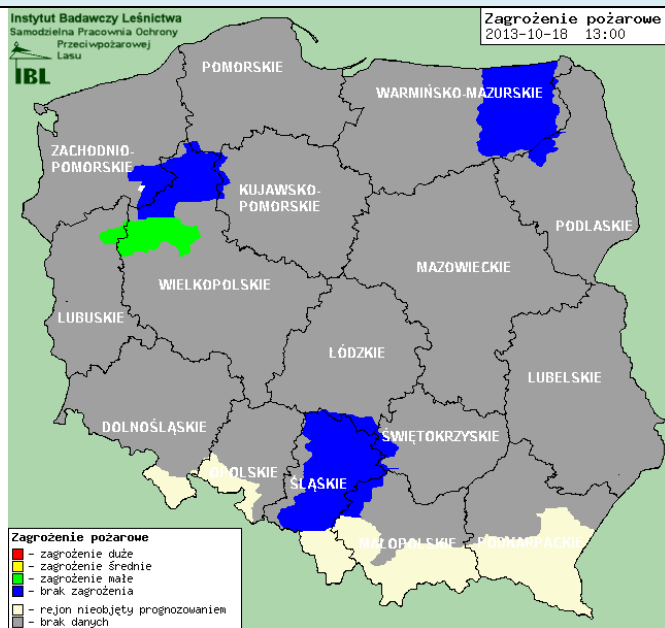 Instytut Badawczy Leśnictwa
Samodzielna Pracownia Ochrony
Przeciwpożarowej
Lasu
IBL
Zagrożenie pożarowe
2013-10-18 13:00
POMORSKIE
WARMIŃSKO-MAZURSKIE
ZACHODNIO-
POMORSKIE
KUJAWSKO-
POMORSKIE
PODLASKIE
MAZOWIECKIE
WIELKOPOLSKIE
LUBUSKIE
ŁÓDZKIE
LUBELSKIE
DOLNOŚLĄSKIE
ŚWIĘTOKRZYSKIE
OPOLSKIE
ŚLĄSKIE
MAŁOPOLSKIE
PODKARPACKIE
Zagrożenie pożarowe
- zagrożenie duże
- zagrożenie średnie
- zagrożenie małe
- brak zagrożenia
- rejon nieobjęty prognozowaniem
- brak danych